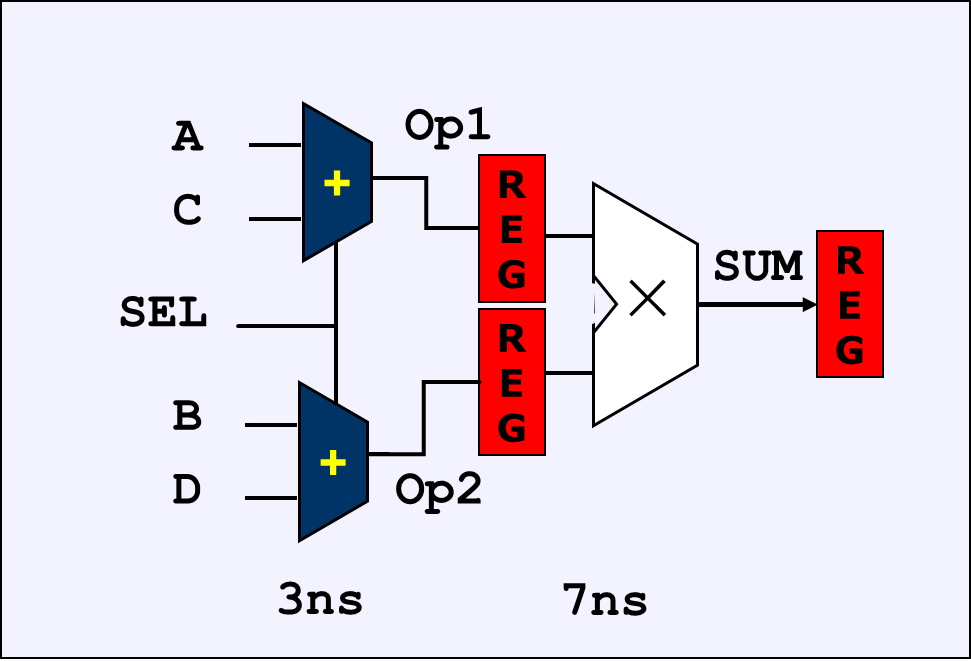 A
C
SEL
B
D
+
+
Op1
Op2
R
E
G
R
E
G
×
SUM
R
E
G
3ns
7ns